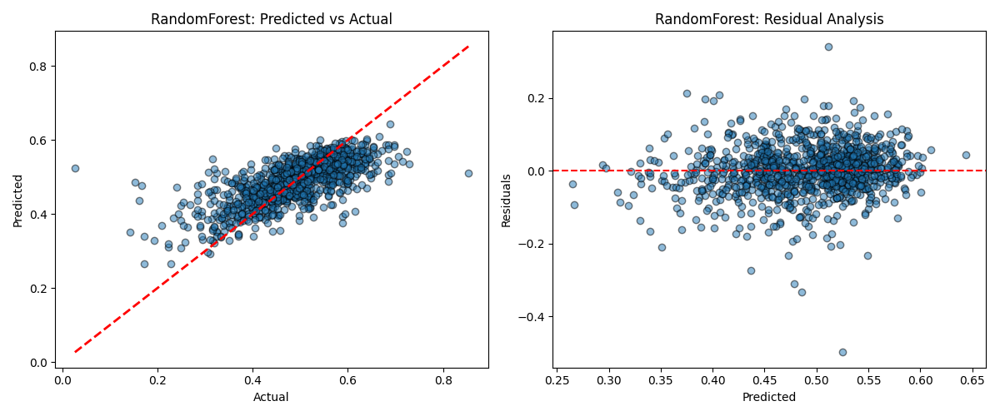 RandomForest: Predicted vs Actual
Predicted
0.8
0.6
0.4
0.2
0.0
0.0 0.2 0.4 0.6 0.8
Actual
RandomForest: Residual Analysis
Residuals
0.2
0.0
−0.2
−0.4
0.25 0.30 0.35 0.40 0.45 0.50 0.55 0.60 0.65
Predicted